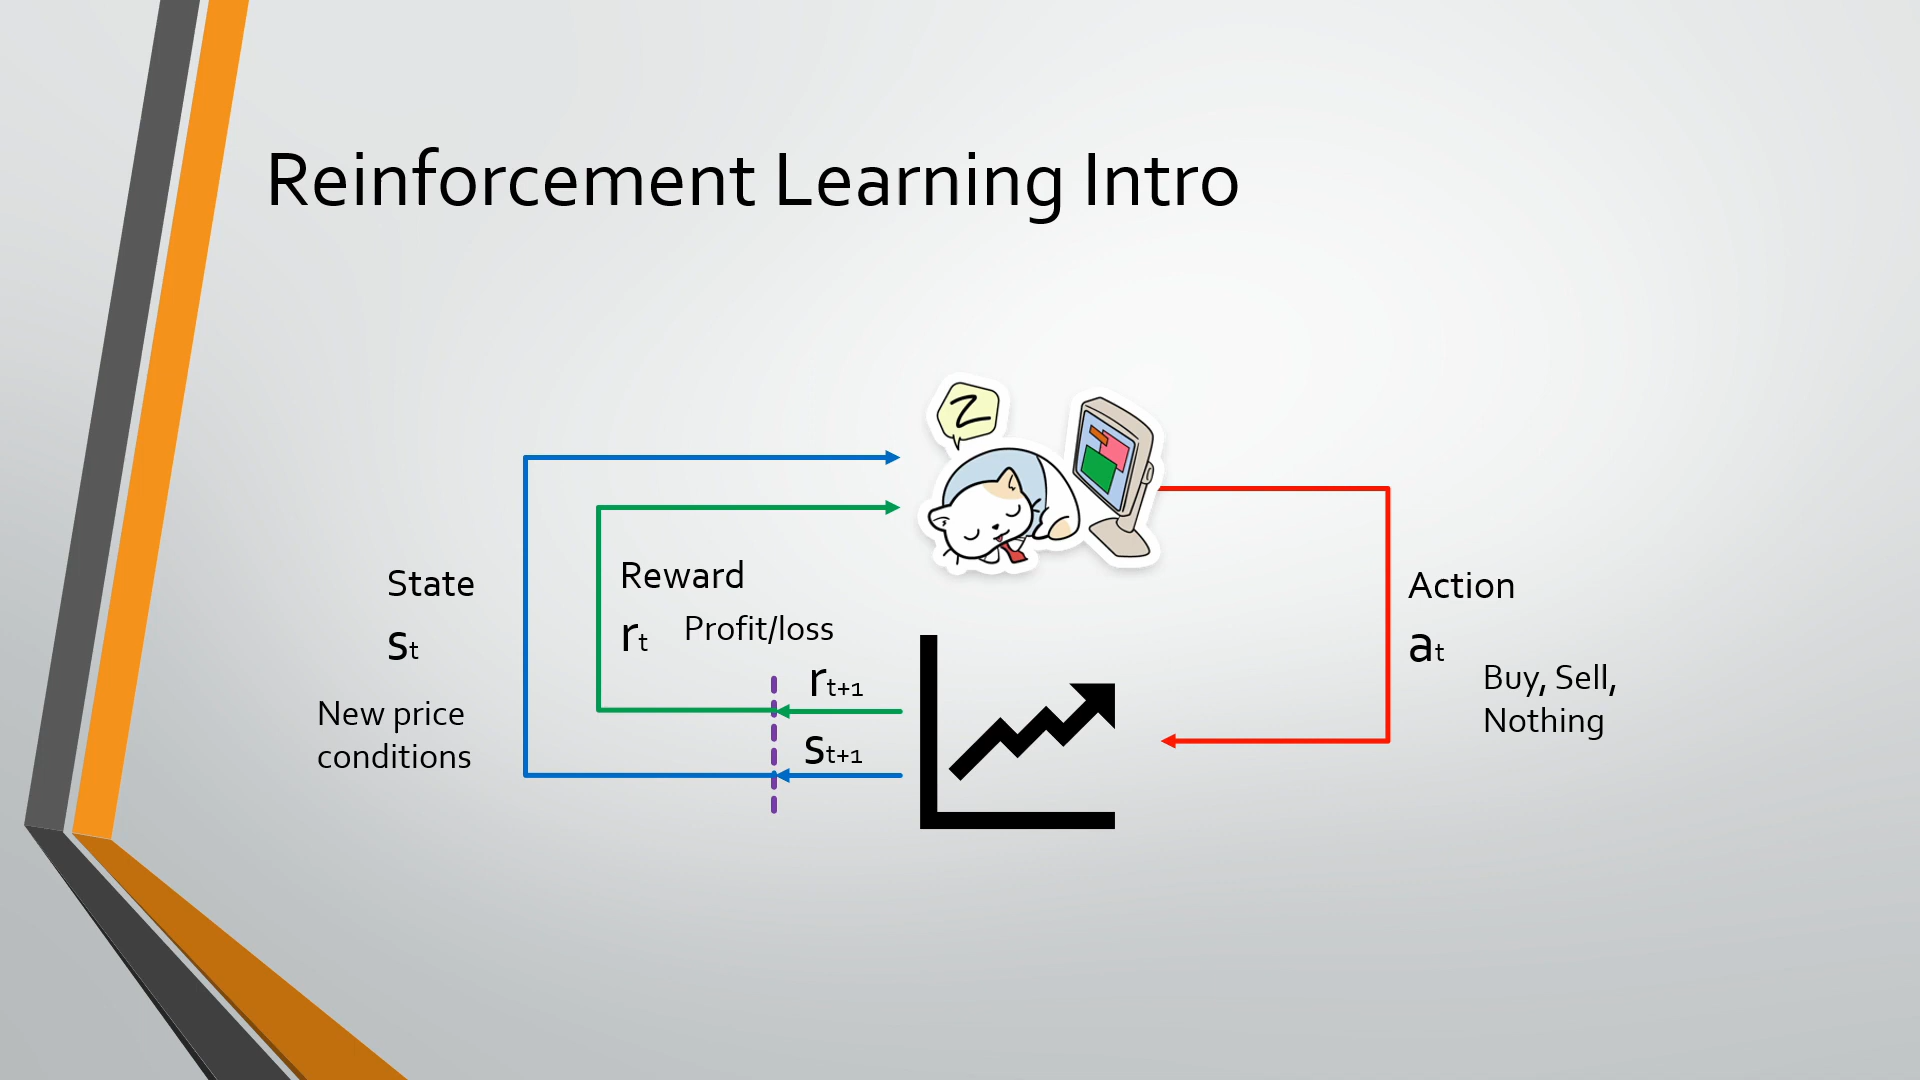 Reinforcement Learning Intro
Z
State
st
New price
conditions
Reward
rt
Profit/loss
rt+1
st+1
Action
at
Buy, Sell,
Nothing